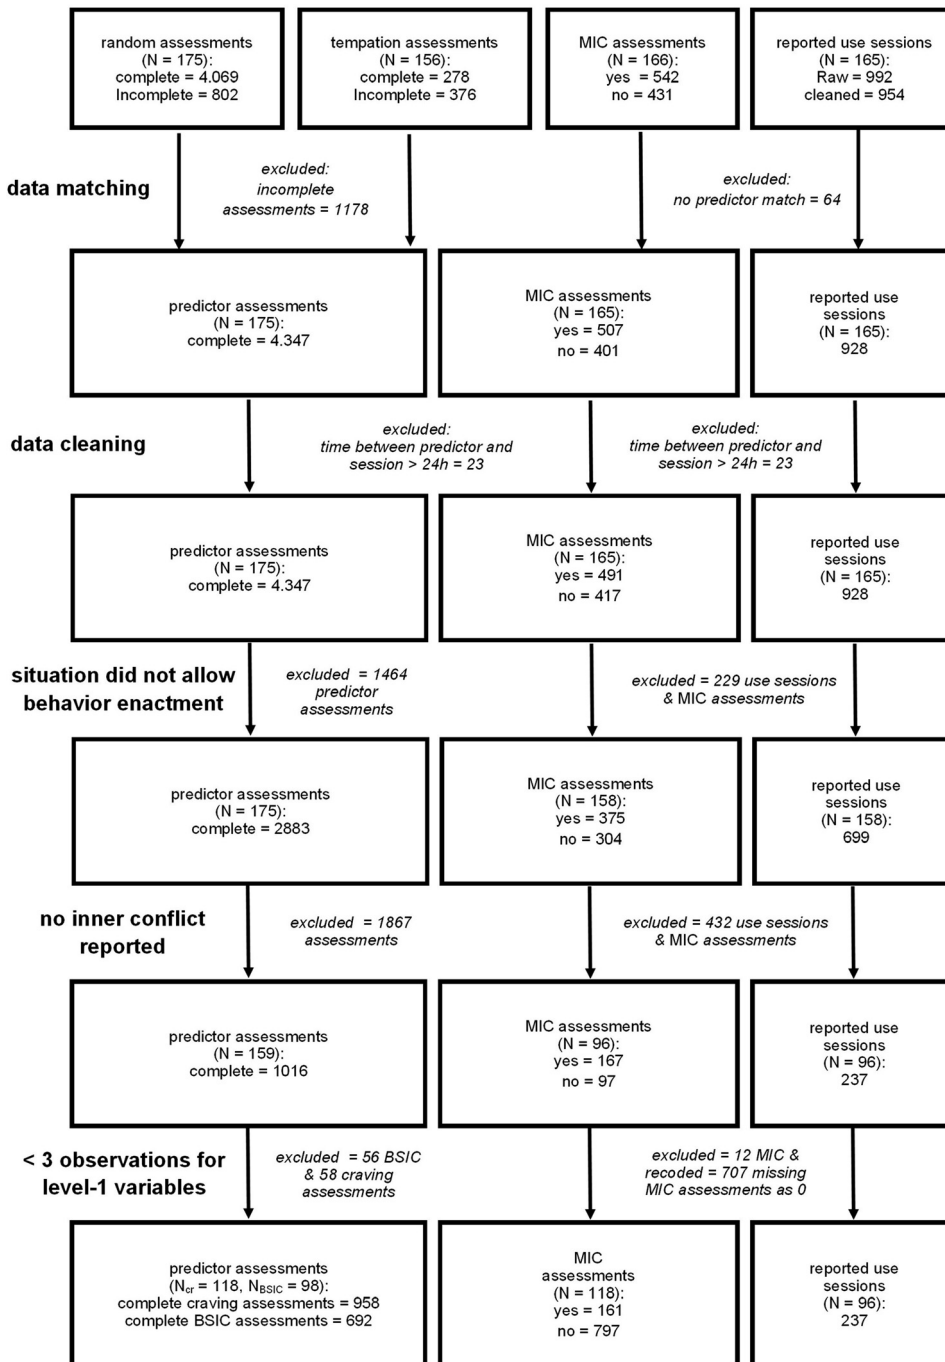 random assessments
(N = 175):
complete = 4.069
Incomplete = 802
tempation assessments
(N = 156):
complete = 278
Incomplete = 376
MIC assessments
(N = 166):
yes = 542
no = 431
reported use sessions
(N = 165):
Raw = 992
cleaned = 954
data matching
excluded:
incomplete
assessments = 1178
excluded:
no predictor match = 64
predictor assessments
(N = 175):
complete = 4.347
MIC assessments
(N = 165):
yes = 507
no = 401
reported use
sessions
(N = 165):
928
data cleaning
excluded:
time between predictor and
session > 24h = 23
excluded:
time between predictor and
session > 24h = 23
predictor assessments
(N = 175):
complete = 4.347
MIC assessments
(N = 165):
yes = 491
no = 417
reported use
sessions
(N = 165):
928
situation did not allow
behavior enactment
excluded = 1464
predictor
assessments
excluded = 229 use sessions
& MIC assessments
predictor assessments
(N = 175):
complete = 2883
MIC assessments
(N = 158):
yes = 375
no = 304
reported use
sessions
(N = 158):
699
no inner conflict
reported
excluded = 1867
assessments
excluded = 432 use sessions
& MIC assessments
predictor assessments
(N = 159):
complete = 1016
MIC assessments
(N = 96):
yes = 167
no = 97
reported use
sessions
(N = 96):
237
< 3 observations for
level-1 variables
excluded = 56 BSIC
& 58 craving
assessments
excluded = 12 MIC &
recoded = 707 missing
MIC assessments as 0
predictor assessments
(Ncr = 118, NBSIC = 98):
complete craving assessments = 958
complete BSIC assessments = 692
MIC
assessments
(N = 118):
yes = 161
no = 797
reported use
sessions
(N = 96):
237